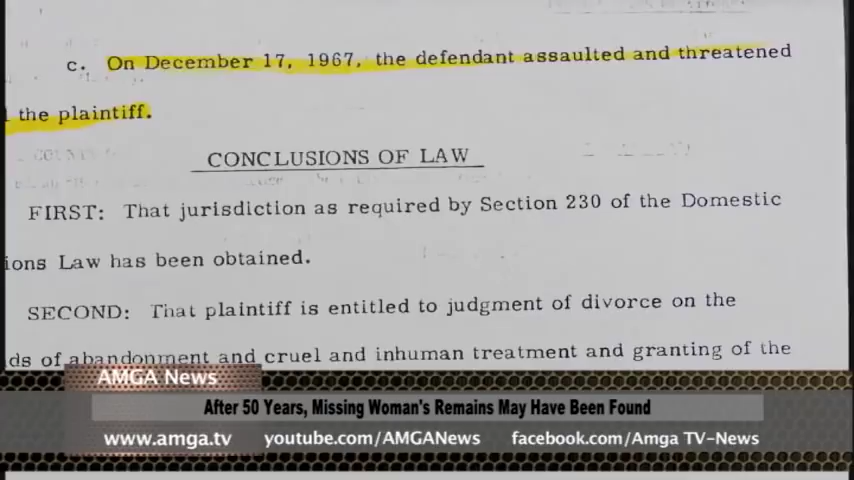 c. On December 17, 1967, the defendant assaulted and threatened
the plaintiff.
CONCLUSIONS OF LAW
FIRST: That jurisdiction as required by Section 230 of the Domestic
ions Law has been obtained.
SECOND: That plaintiff is entitled to judgment of divorce on the
ds of abandonment and cruel and inhuman treatment and granting of the
AMGA News
After 50 Years, Missing Woman's Remains May Have Been Found
www.amga.tv youtube.com/AMGANews facebook.com/Amga TV-News